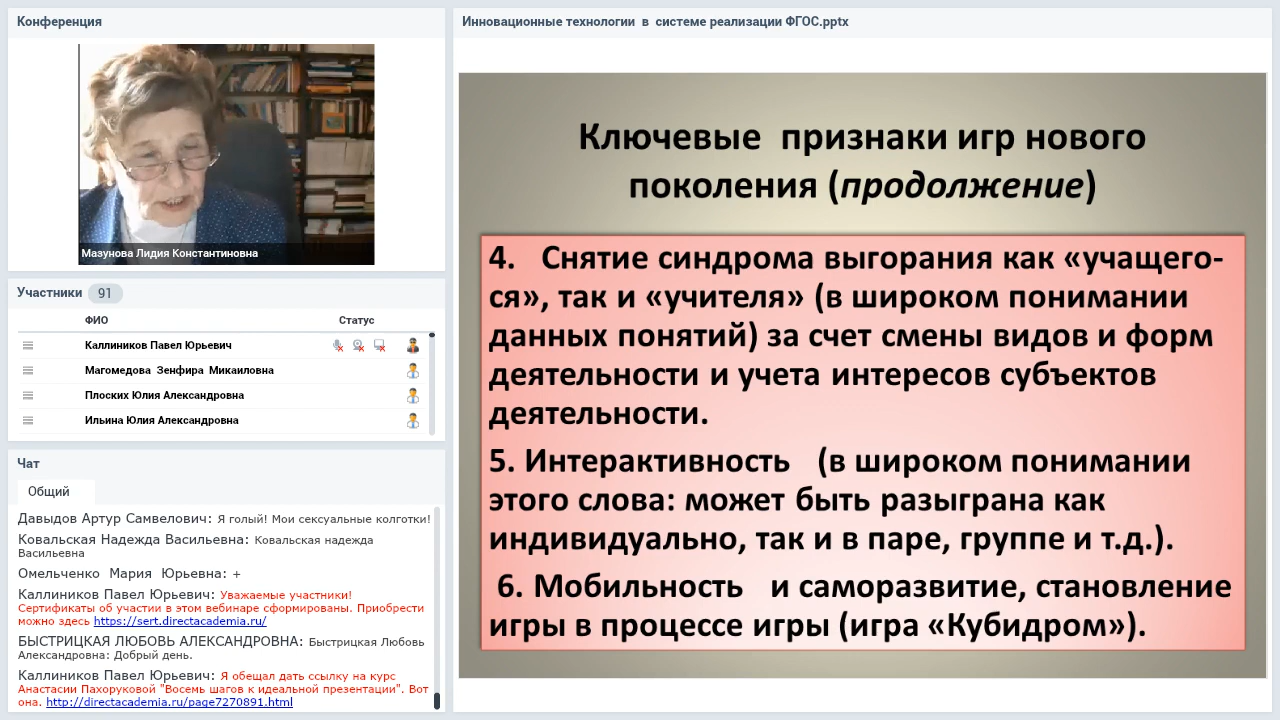 Конференция
Мазунова Лидия Константиновна
Участники 91
ФИО Статус
Каллиников Павел Юрьевич
Магомедова Зенфира Микаиловна
Плоских Юлия Александровна
Ильина Юлия Александровна
Чат
Общий
Давыдов Артур Самвелович: Я голый! Мои сексуальные колготки!
Ковальская Надежда Васильевна: Ковальская надежда
Васильевна
Омельченко Мария Юрьевна: +
Каллиников Павел Юрьевич: Уважаемые участники!
Сертификаты об участии в этом вебинаре сформированы. Приобрести
можно здесь https://sert.directacademia.ru/
БЫСТРИЦКАЯ ЛЮБОВЬ АЛЕКСАНДРОВНА: Быстрицкая Любовь
Александровна: Добрый день.
Каллиников Павел Юрьевич: Я обещал дать ссылку на курс
Анастасии Пахоруковой "Восемь шагов к идеальной презентации". Вот
она. http://directacademia.ru/page7270891.html
Инновационные технологии в системе реализации ФГОС.pptx
Ключевые признаки игр нового
поколения (продолжение)
4. Снятие синдрома выгорания как «учащего-
ся», так и «учителя» (в широком понимании
данных понятий) за счет смены видов и форм
деятельности и учета интересов субъектов
деятельности.
5. Интерактивность (в широком понимании
этого слова: может быть разыграна как
индивидуально, так и в паре, группе и т.д.).
6. Мобильность и саморазвитие, становление
игры в процессе игры (игра «Кубидром»).